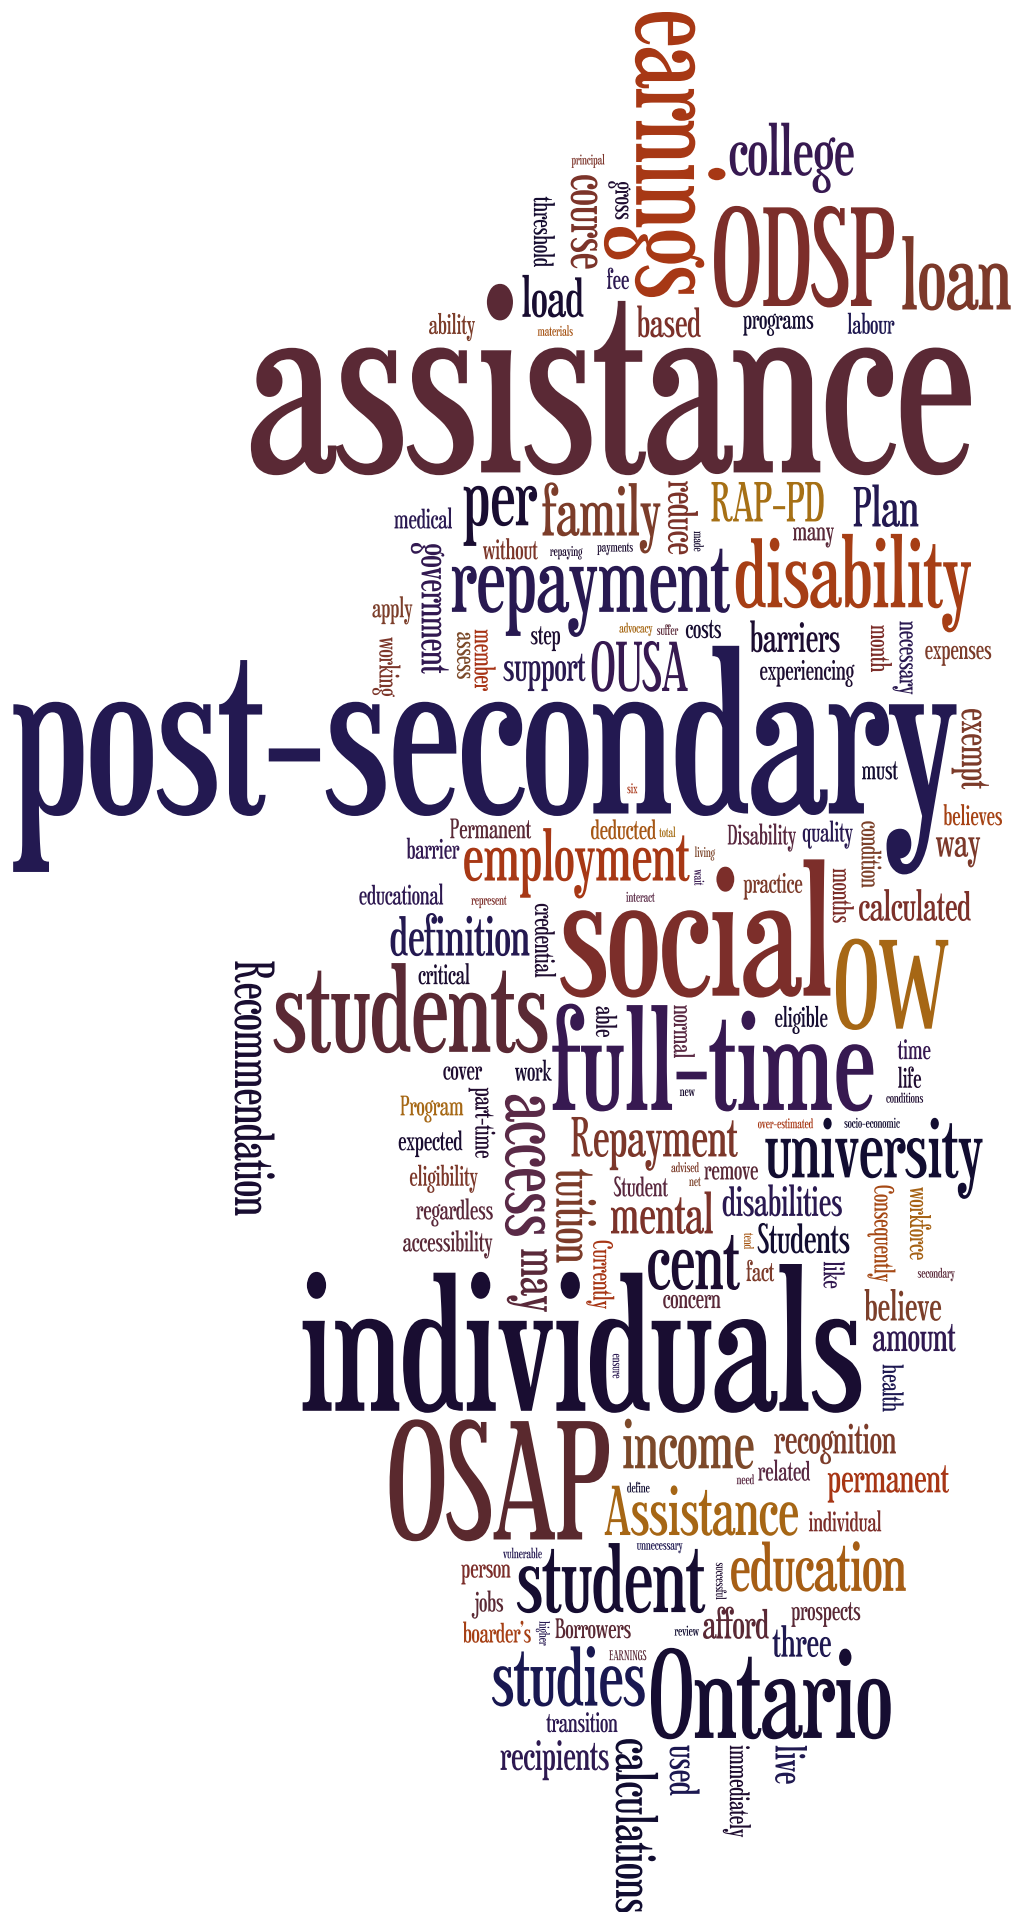 earnings
college
principal
course
gross
threshold
ODSP
loan
fee
load
ability
materials
based
programs
labour
assistance
per
family
reduce
RAP-PD
Plan
medical
made
many
without
repaying
payments
government
repayment
disability
apply
step
advocacy
suffer
costs
barriers
month
necessary
expenses
working
assess
member
support
OUSA
experiencing
post-secondary
exempt
must
six
believes
Permanent
deducted
total
Disability
quality
condition
way
barrier
employment
living
wait
practice
months
educational
represent
interact
social
calculated
definition
credential
OW
Recommendation
critical
students
able
normal
eligible
full-time
time
cover
work
life
new
conditions
Program
part-time
access
over-estimated
socio-economic
expected
Repayment
university
eligibility
tuition
advised
net
remove
Student
regardless
mental
disabilities
Consequently
workforce
accessibility
may
Currently
cent
tend
Students
fact
like
secondary
concern
individuals
believe
amount
ensure
health
OSAP
income
recognition
need
related
permanent
define
Assistance
individual
unnecessary
vulnerable
person
student
successful
education
jobs
prospects
boarder's
higher
Borrowers
review
afford
three
EARNINGS
studies
Ontario
transition
recipients
calculations
used
immediately
live